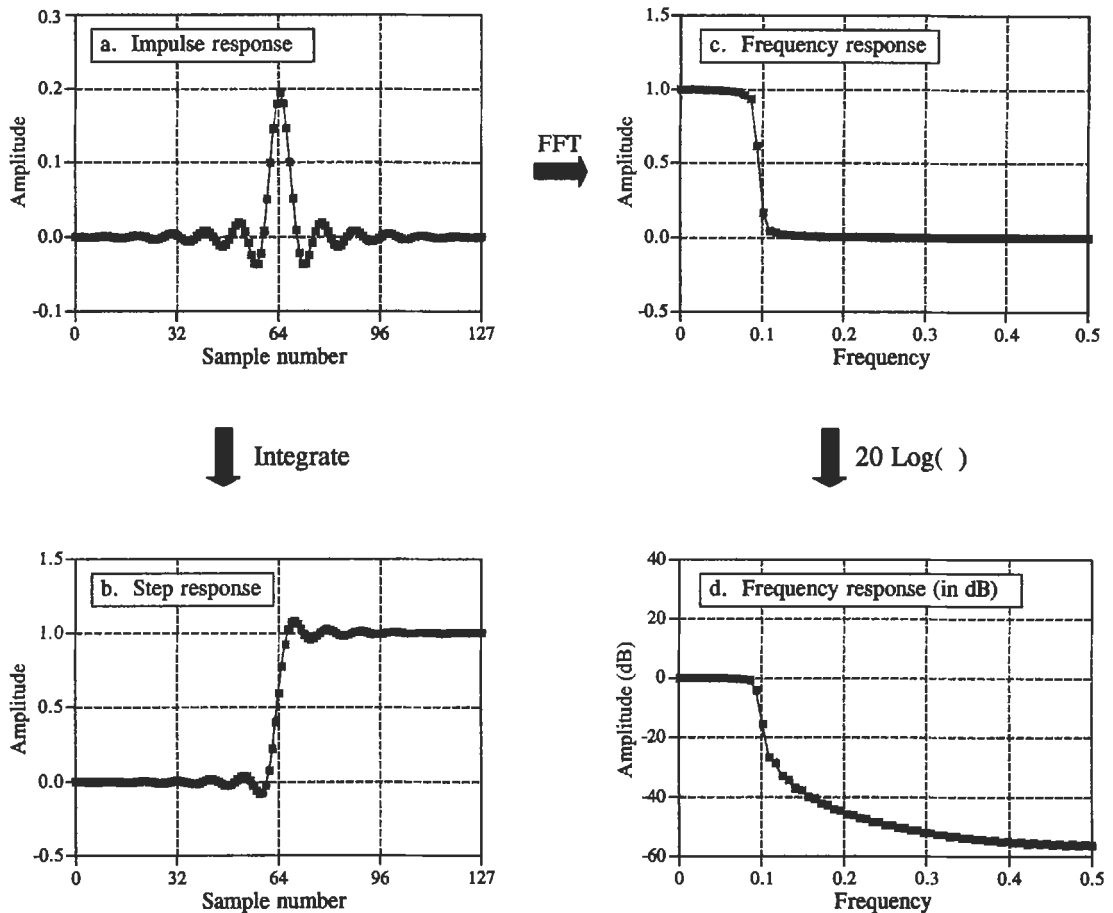 a. Impulse response
0.3
0.2
0.1
0.0
-0.1
Amplitude
0 32 64 96 127
Sample number
FFT
c. Frequency response
1.5
1.0
0.5
0.0
-0.5
Amplitude
0 0.1 0.2 0.3 0.4 0.5
Frequency
Integrate
20 Log( )
b. Step response
1.5
1.0
0.5
0.0
-0.5
Amplitude
0 32 64 96 127
Sample number
d. Frequency response (in dB)
40
20
0
-20
-40
-60
Amplitude (dB)
0 0.1 0.2 0.3 0.4 0.5
Frequency